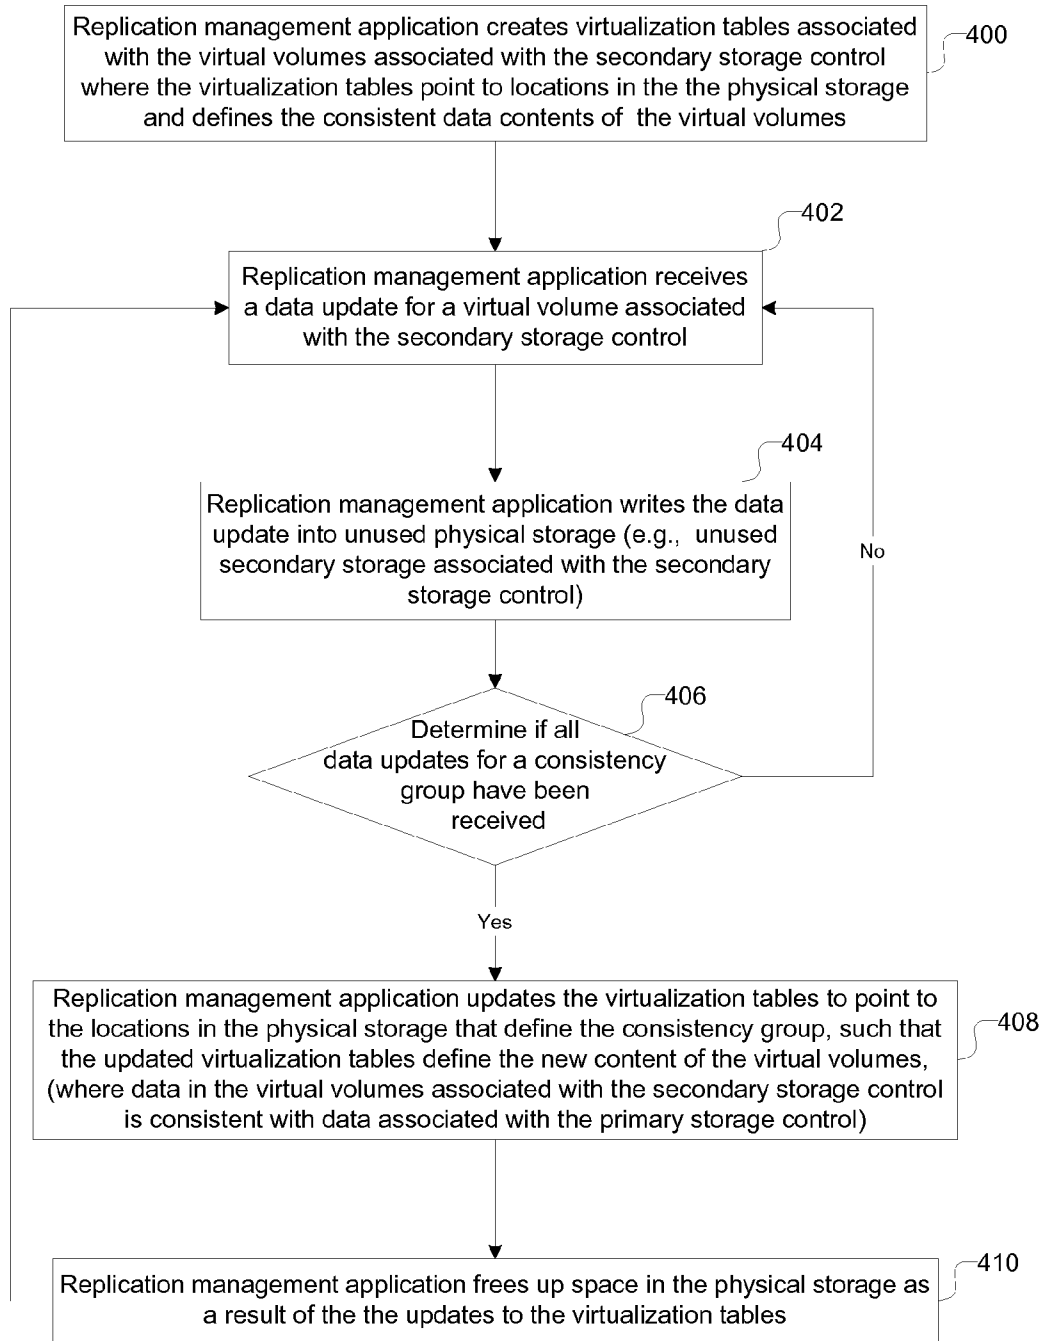 Replication management application creates virtualization tables associated
with the virtual volumes associated with the secondary storage control
where the virtualization tables point to locations in the the physical storage
and defines the consistent data contents of  the virtual volumes
400
402
Replication management application receives
a data update for a virtual volume associated
with the secondary storage control
404
Replication management application writes the data
update into unused physical storage (e.g.,  unused
secondary storage associated with the secondary
storage control)
No
406
Determine if all
data updates for a consistency
group have been
received
Yes
Replication management application updates the virtualization tables to point to
the locations in the physical storage that define the consistency group, such that
the updated virtualization tables define the new content of the virtual volumes,
(where data in the virtual volumes associated with the secondary storage control
is consistent with data associated with the primary storage control)
408
410
Replication management application frees up space in the physical storage as
a result of the the updates to the virtualization tables